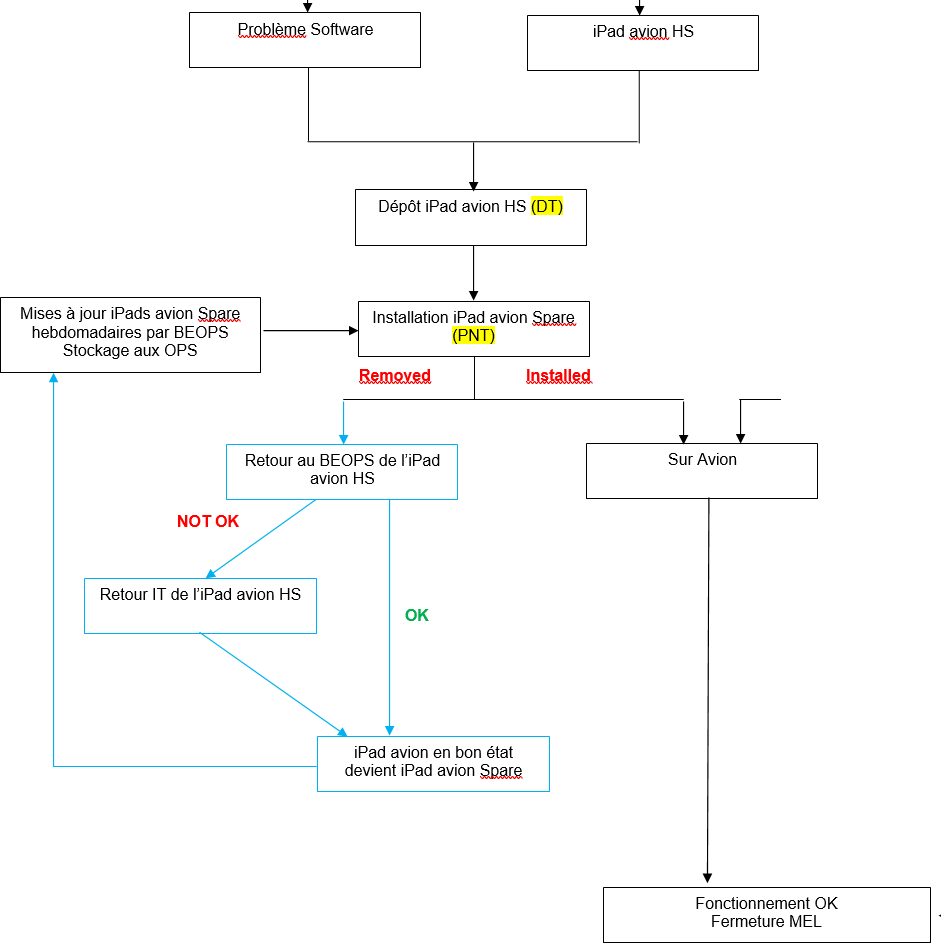 Problème Software
iPad avion HS
Dépôt iPad avion HS (DT)
Mises à jour iPads avion Spare
hebdomadaires par BEOPS
Stockage aux OPS
Installation iPad avion Spare
(PNT)
Removed
Installed
Retour au BEOPS de l’iPad
avion HS
Sur Avion
NOT OK
Retour IT de l’iPad avion HS
OK
iPad avion en bon état
devient iPad avion Spare
Fonctionnement OK
Fermeture MEL